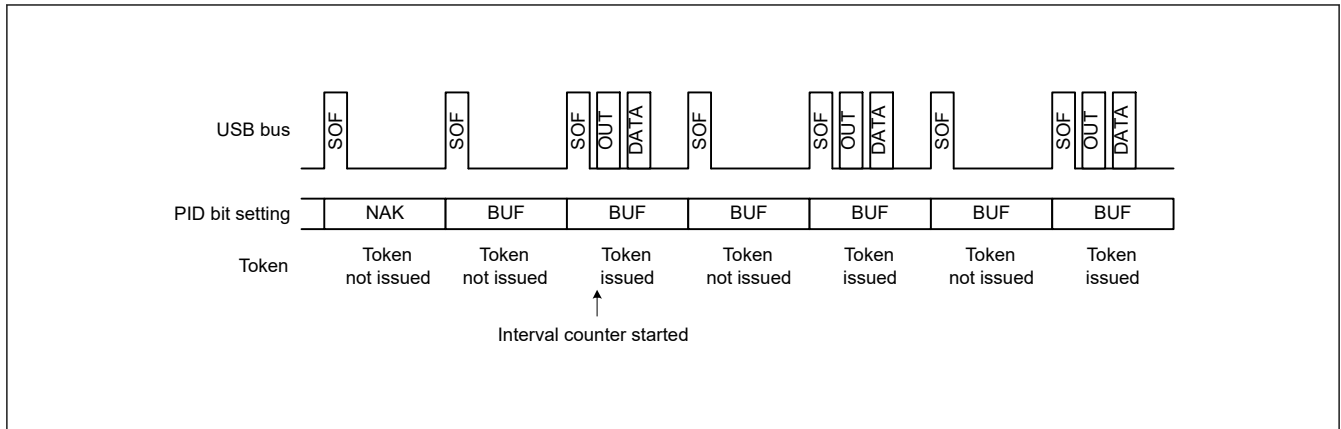 USB bus
SOF SOF SOF OUT DATA SOF SOF OUT DATA SOF SOF OUT DATA
PID bit setting NAK BUF BUF BUF BUF BUF BUF
Token
Token not issued
Token not issued
Token issued
Token not issued
Token issued
Token not issued
Token issued
Interval counter started